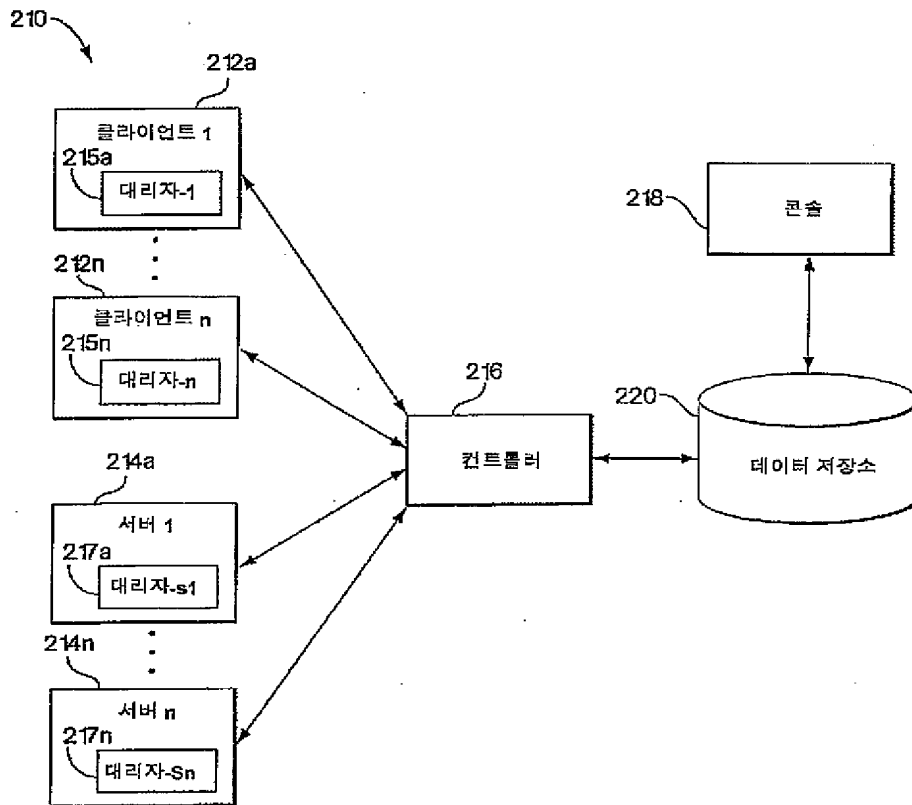 210
212a
클라이언트 1
215a
대리자-1
212n
클라이언트 n
215n
대리자-n
214a
서버 1
217a
대리자-s1
214n
서버 n
217n
대리자-Sn
216
컨트롤러
218
콘솔
220
데이터 저장소